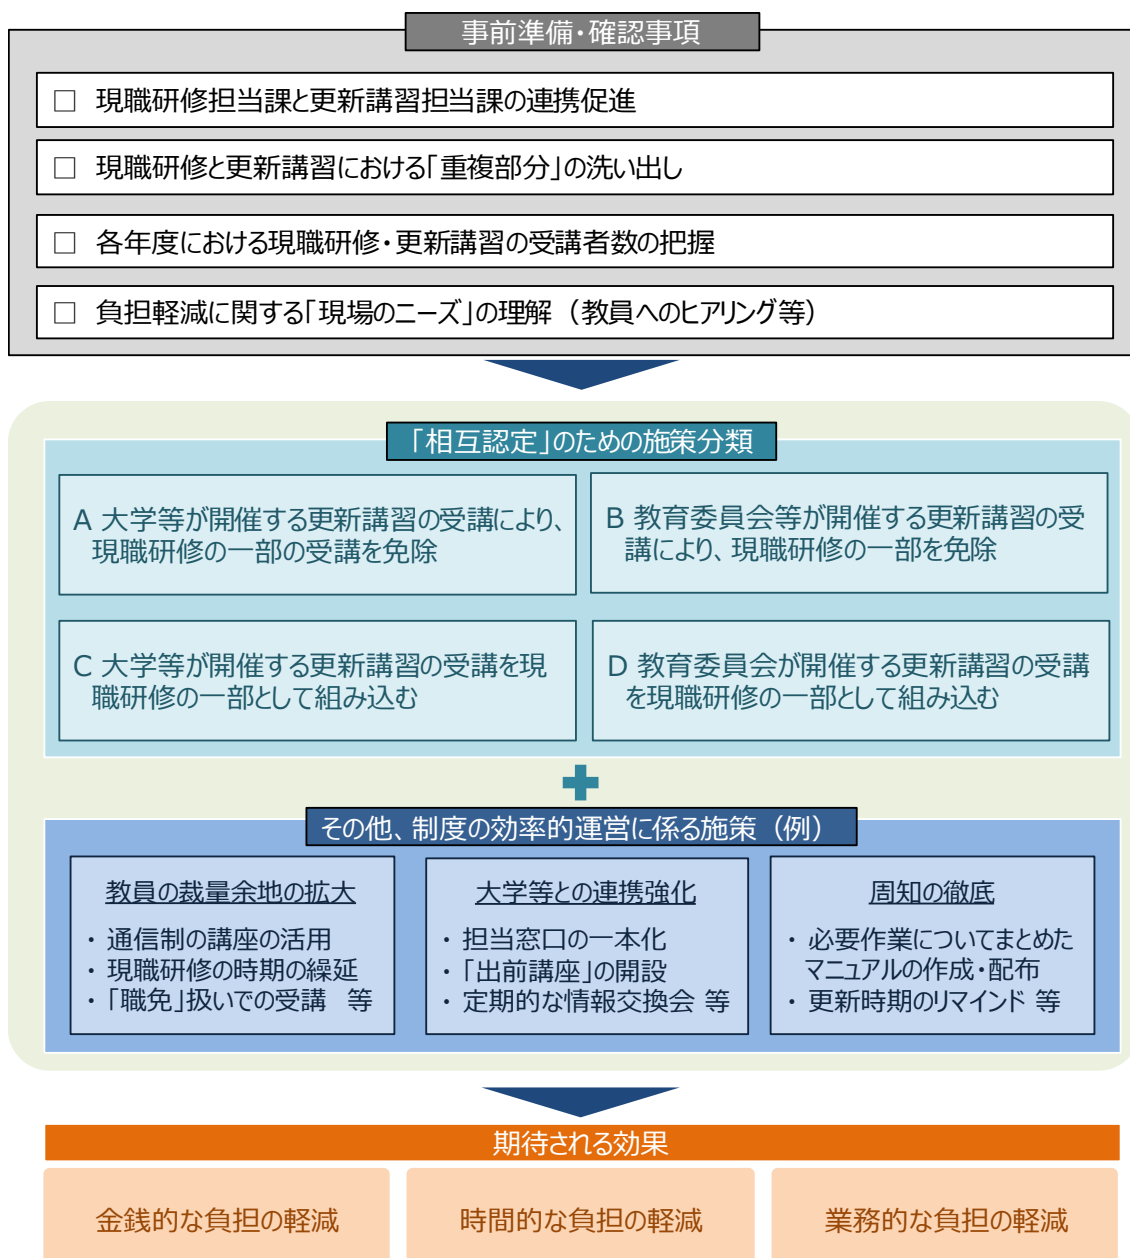 事前準備・確認事項
□ 現職研修担当課と更新講習担当課の連携促進
□ 現職研修と更新講習における「重複部分」の洗い出し
□ 各年度における現職研修・更新講習の受講者数の把握
□ 負担軽減に関する「現場のニーズ」の理解（教員へのヒアリング等）
「相互認定」のための施策分類
A 大学等が開催する更新講習の受講により、
現職研修の一部の受講を免除
B 教育委員会等が開催する更新講習の受
講により、現職研修の一部を免除
C 大学等が開催する更新講習の受講を現
職研修の一部として組み込む
D 教育委員会が開催する更新講習の受講
を現職研修の一部として組み込む
その他、制度の効率的運営に係る施策（例）
教員の裁量余地の拡大
・ 通信制の講座の活用
・ 現職研修の時期の繰延
・ 「職免」扱いでの受講 等
大学等との連携強化
・ 担当窓口の一本化
・ 「出前講座」の開設
・ 定期的な情報交換会 等
周知の徹底
・ 必要作業についてまとめた
マニュアルの作成・配布
・ 更新時期のリマインド 等
期待される効果
金銭的な負担の軽減
時間的な負担の軽減
業務的な負担の軽減